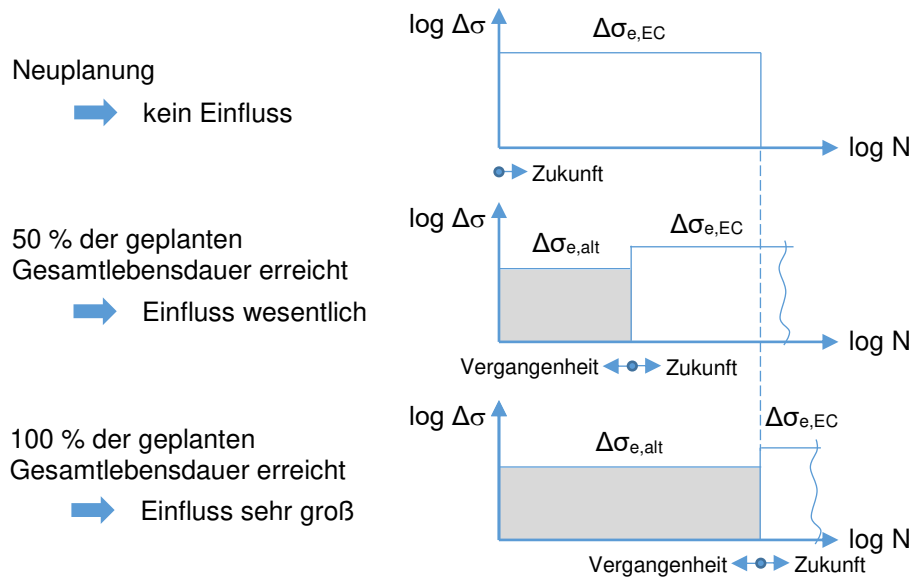 log Δσ
Δσe,EC
Neuplanung
kein Einfluss
log N
Zukunft
log Δσ
Δσe,EC
50 % der geplanten
Gesamtlebensdauer erreicht
Δσe,alt
Einfluss wesentlich
log N
Vergangenheit
Zukunft
log Δσ
Δσe,EC
100 % der geplanten
Gesamtlebensdauer erreicht
Δσe,alt
Einfluss sehr groß
log N
Vergangenheit
Zukunft